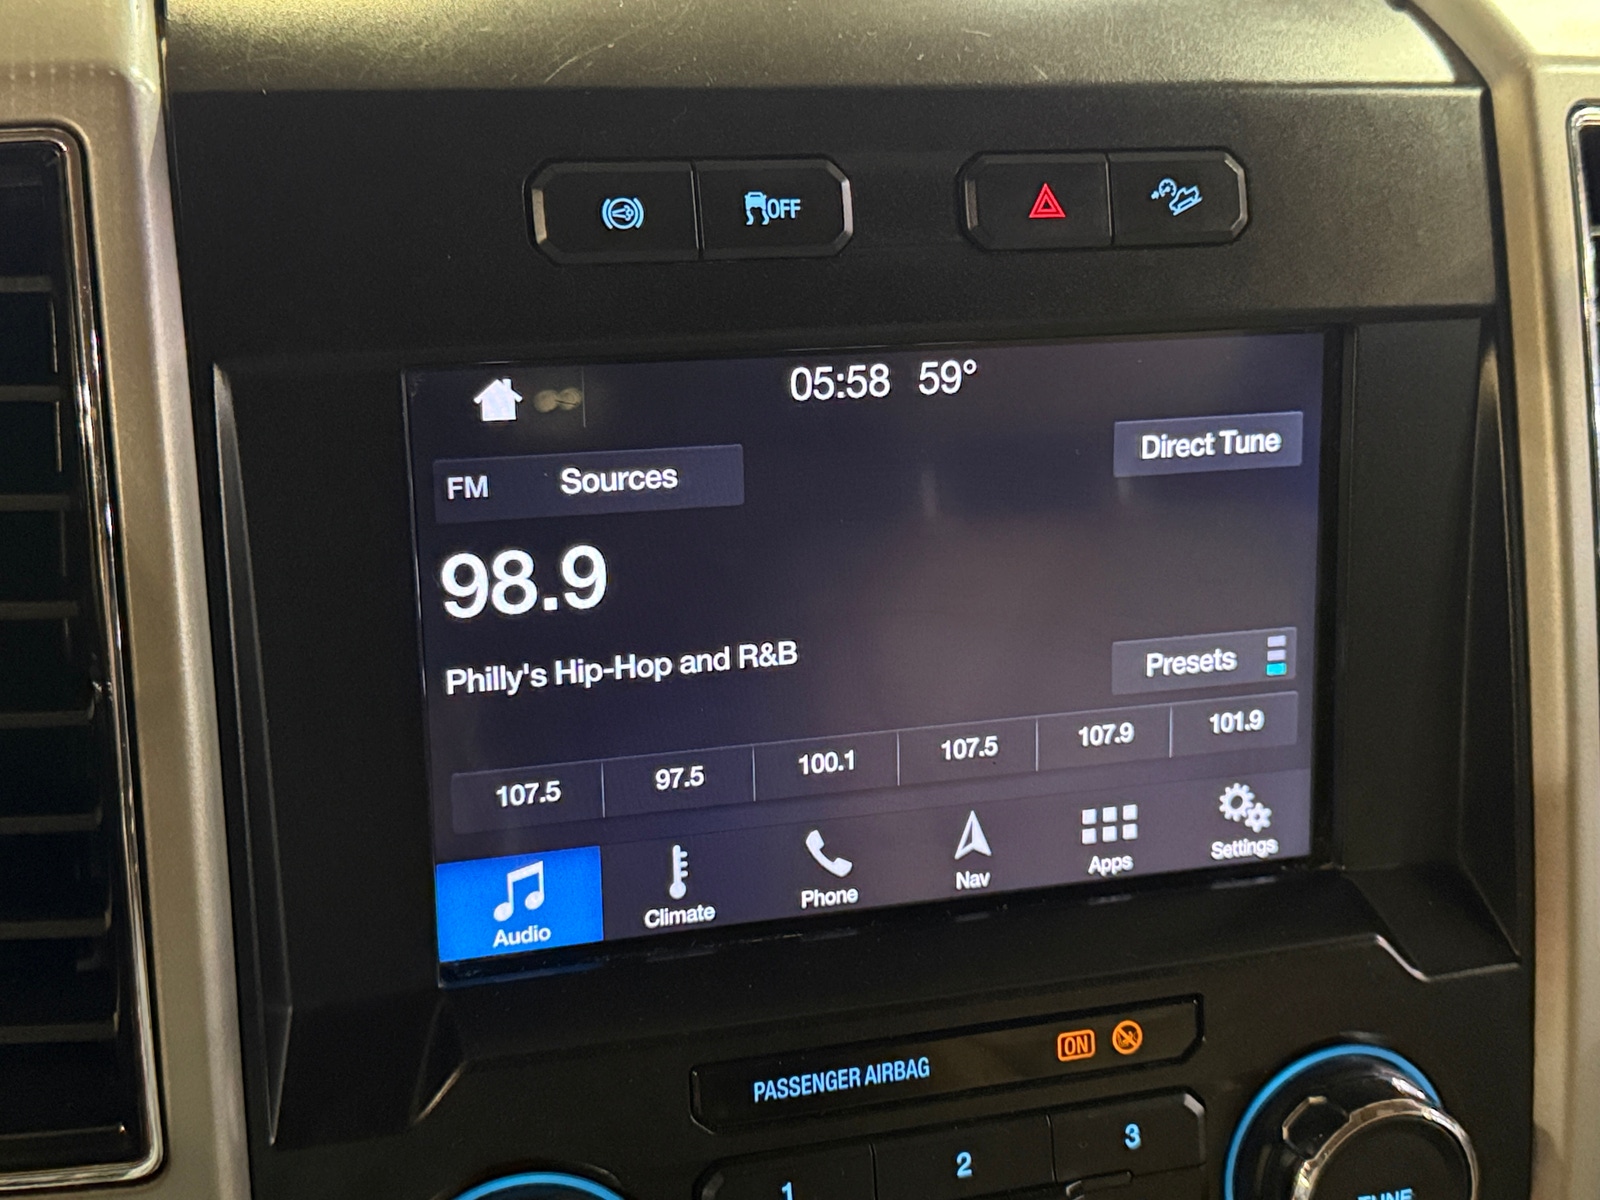 OFF
05:58 59°
FM Sources
Direct Tune
98.9
Philly's Hip-Hop and R&B
Presets
107.5 97.5 100.1 107.5 107.9 101.9
Audio Climate Phone Nav Apps Settings
PASSENGER AIRBAG ON
1 2 3
TUNE